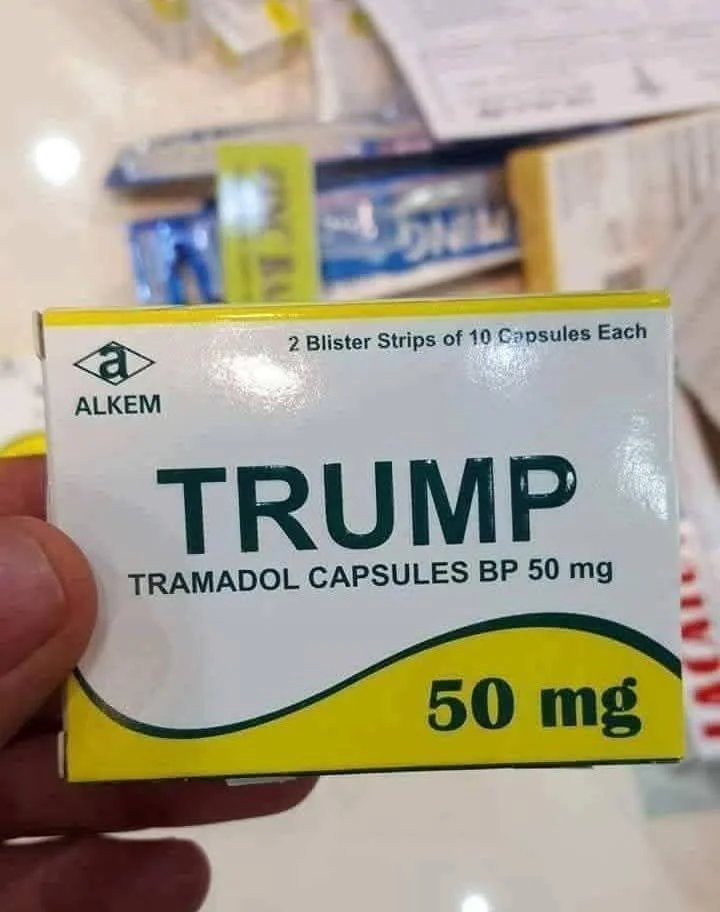 2 Blister Strips of 10 Capsules Each
a
ALKEM
TRUMP
TRAMADOL CAPSULES BP 50 mg
50 mg